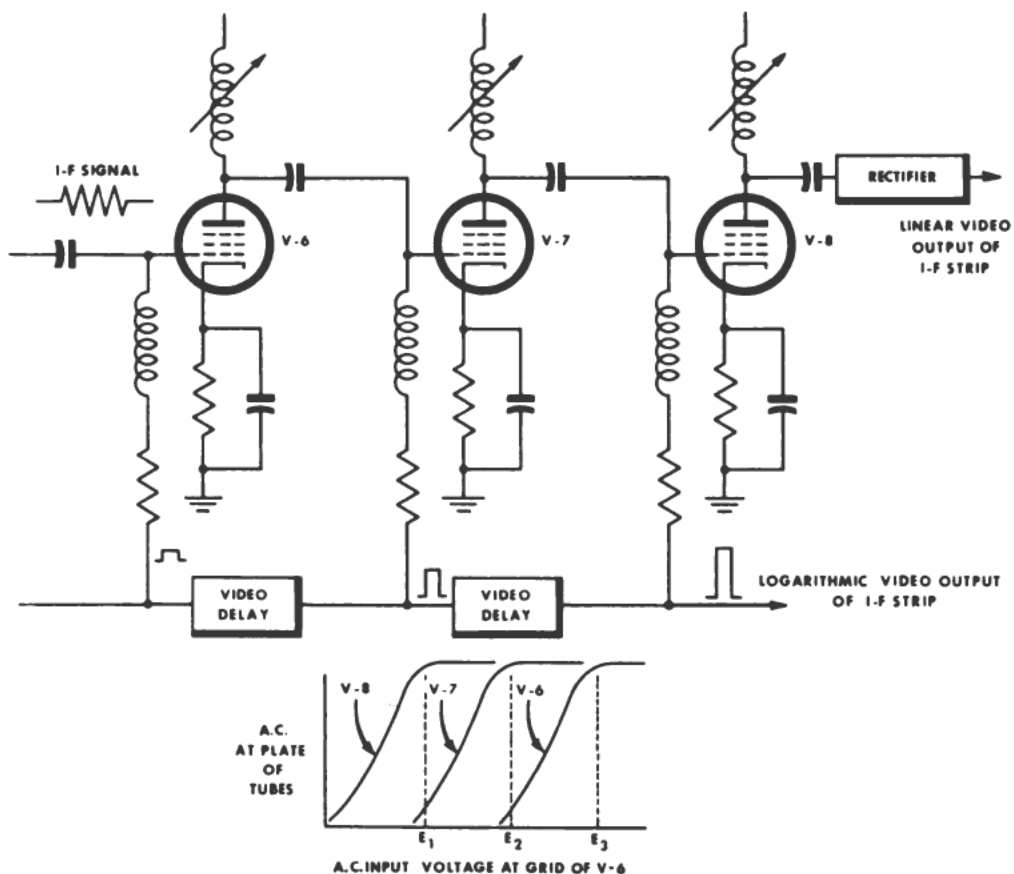 I-F SIGNAL
V-6
V-7
V-8
RECTIFIER
LINEAR VIDEO
OUTPUT OF
I-F STRIP
VIDEO
DELAY
VIDEO
DELAY
LOGARITHMIC VIDEO OUTPUT
OF I-F STRIP
V-8
V-7
V-6
A.C.
AT PLATE
OF
TUBES
E1
E2
E3
A.C.INPUT VOLTAGE AT GRID OF V-6